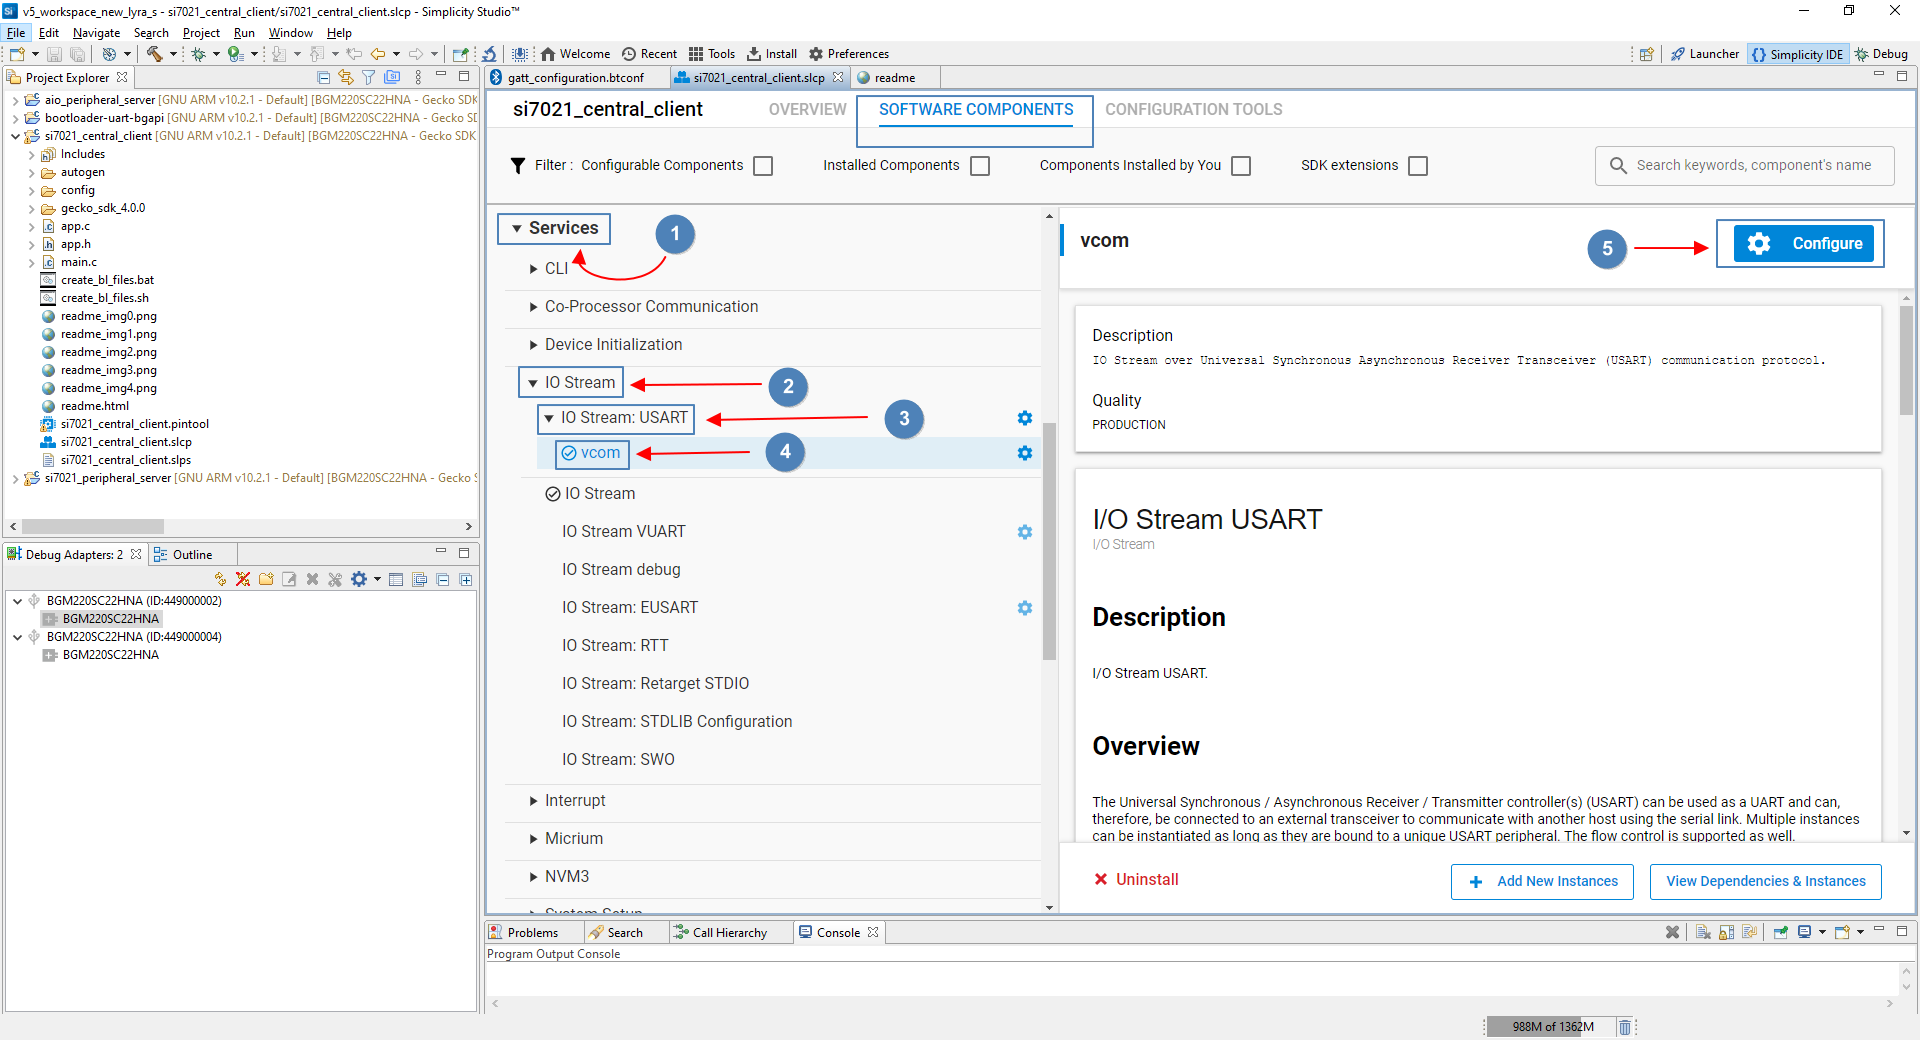 v5_workspace_new_lyra_s - si7021_central_client/si7021_central_client.slcp - Simplicity Studio™
File Edit Navigate Search Project Run Window Help
Welcome Recent Tools Install Preferences Launcher Simplicity IDE Debug
Project Explorer
aio_peripheral_server [GNU ARM v10.2.1 - Default] [BGM220SC22HNA - Gecko SDK
bootloader-uart-bgapi [GNU ARM v10.2.1 - Default] [BGM220SC22HNA - Gecko SDK
si7021_central_client [GNU ARM v10.2.1 - Default] [BGM220SC22HNA - Gecko SDK
Includes
autogen
config
gecko_sdk_4.0.0
app.c
app.h
main.c
create_bl_files.bat
create_bl_files.sh
readme_img0.png
readme_img1.png
readme_img2.png
readme_img3.png
readme_img4.png
readme.html
si7021_central_client.pintool
si7021_central_client.slcp
si7021_central_client.slps
si7021_peripheral_server [GNU ARM v10.2.1 - Default] [BGM220SC22HNA - Gecko S
Debug Adapters: 2 Outline
BGM220SC22HNA (ID:449000002)
BGM220SC22HNA
BGM220SC22HNA (ID:449000004)
BGM220SC22HNA
gatt_configuration.btconf si7021_central_client.slcp readme
si7021_central_client OVERVIEW SOFTWARE COMPONENTS CONFIGURATION TOOLS
Filter : Configurable Components Installed Components Components Installed by You SDK extensions Search keywords, component's name
Services 1
CLI
Co-Processor Communication
Device Initialization
IO Stream 2
IO Stream: USART 3
vcom 4
IO Stream
IO Stream VUART
IO Stream debug
IO Stream: EUSART
IO Stream: RTT
IO Stream: Retarget STDIO
IO Stream: STDLIB Configuration
IO Stream: SWO
Interrupt
Micrium
NVM3
System Setup
vcom 5 Configure
Description
IO Stream over Universal Synchronous Asynchronous Receiver Transceiver (USART) communication protocol.
Quality
PRODUCTION
I/O Stream USART
I/O Stream
Description
I/O Stream USART.
Overview
The Universal Synchronous / Asynchronous Receiver / Transmitter controller(s) (USART) can be used as a UART and can,
therefore, be connected to an external transceiver to communicate with another host using the serial link. Multiple instances
can be instantiated as long as they are bound to a unique USART peripheral. The flow control is supported as well.
Uninstall Add New Instances View Dependencies & Instances
Problems Search Call Hierarchy Console
Program Output Console
988M of 1362M